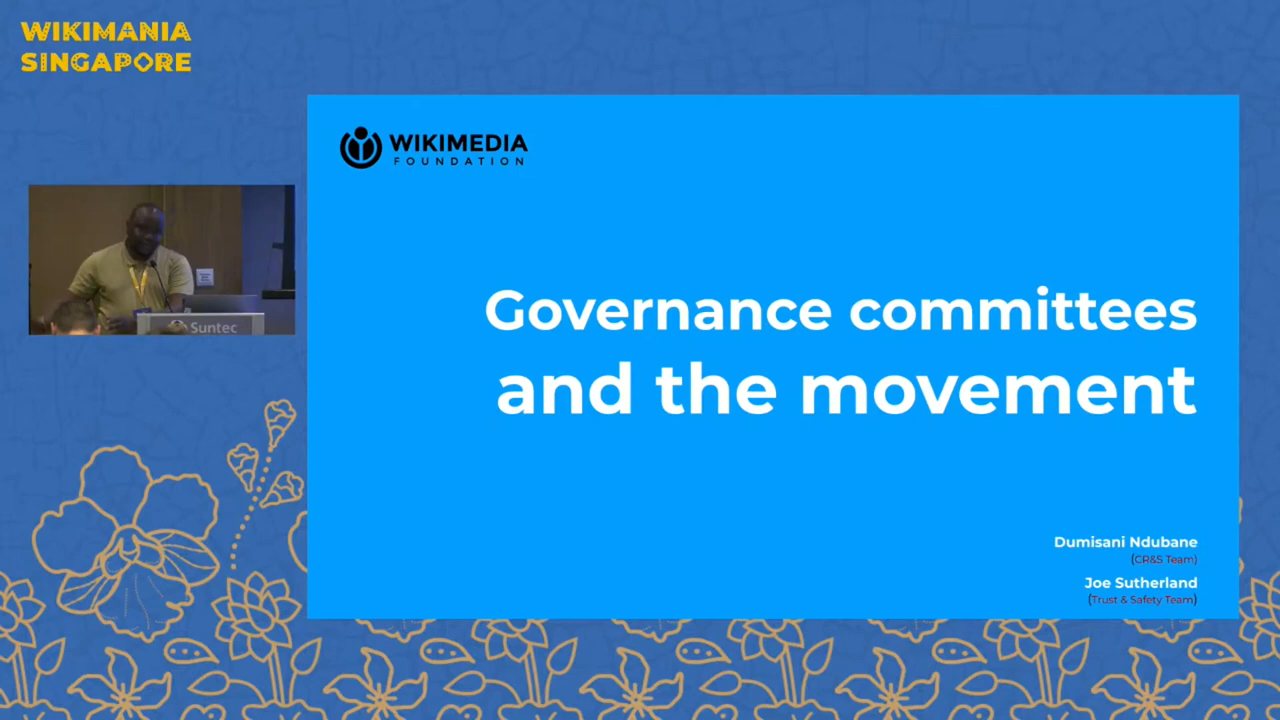 WIKIMANIA
SINGAPORE
WIKIMEDIA
FOUNDATION
Suntec
Governance committees
and the movement
Dumisani Ndubane
(CR&S Team)
Joe Sutherland
(Trust & Safety Team)